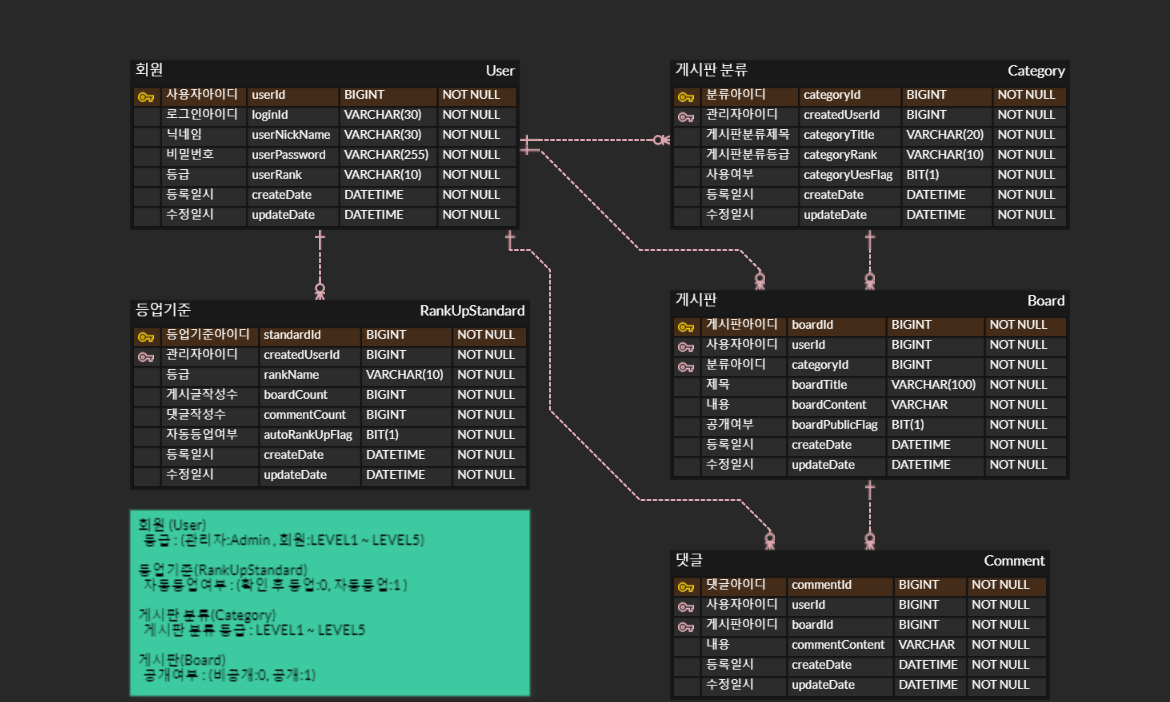 회원 User
사용자아이디 userId BIGINT NOT NULL
로그인아이디 loginId VARCHAR(30) NOT NULL
닉네임 userNickName VARCHAR(30) NOT NULL
비밀번호 userPassword VARCHAR(255) NOT NULL
등급 userRank VARCHAR(10) NOT NULL
등록일시 createDate DATETIME NOT NULL
수정일시 updateDate DATETIME NOT NULL
게시판 분류 Category
분류아이디 categoryId BIGINT NOT NULL
관리자아이디 createdUserId BIGINT NOT NULL
게시판분류제목 categoryTitle VARCHAR(20) NOT NULL
게시판분류등급 categoryRank VARCHAR(10) NOT NULL
사용여부 categoryUesFlag BIT(1) NOT NULL
등록일시 createDate DATETIME NOT NULL
수정일시 updateDate DATETIME NOT NULL
등업기준 RankUpStandard
등업기준아이디 standardId BIGINT NOT NULL
관리자아이디 createdUserId BIGINT NOT NULL
등급 rankName VARCHAR(10) NOT NULL
게시글작성수 boardCount BIGINT NOT NULL
댓글작성수 commentCount BIGINT NOT NULL
자동등업여부 autoRankUpFlag BIT(1) NOT NULL
등록일시 createDate DATETIME NOT NULL
수정일시 updateDate DATETIME NOT NULL
게시판 Board
게시판아이디 boardId BIGINT NOT NULL
사용자아이디 userId BIGINT NOT NULL
분류아이디 categoryId BIGINT NOT NULL
제목 boardTitle VARCHAR(100) NOT NULL
내용 boardContent VARCHAR NOT NULL
공개여부 boardPublicFlag BIT(1) NOT NULL
등록일시 createDate DATETIME NOT NULL
수정일시 updateDate DATETIME NOT NULL
회원 (User)
등급 : (관리자:Admin , 회원:LEVEL1 ~ LEVEL5)
등업기준(RankUpStandard)
자동등업여부 : (확인 후 등업:0, 자동등업:1 )
게시판 분류(Category)
게시판 분류 등급 : LEVEL1 ~ LEVEL5
게시판(Board)
공개여부 : (비공개:0, 공개:1)
댓글 Comment
댓글아이디 commentId BIGINT NOT NULL
사용자아이디 userId BIGINT NOT NULL
게시판아이디 boardId BIGINT NOT NULL
내용 commentContent VARCHAR NOT NULL
등록일시 createDate DATETIME NOT NULL
수정일시 updateDate DATETIME NOT NULL